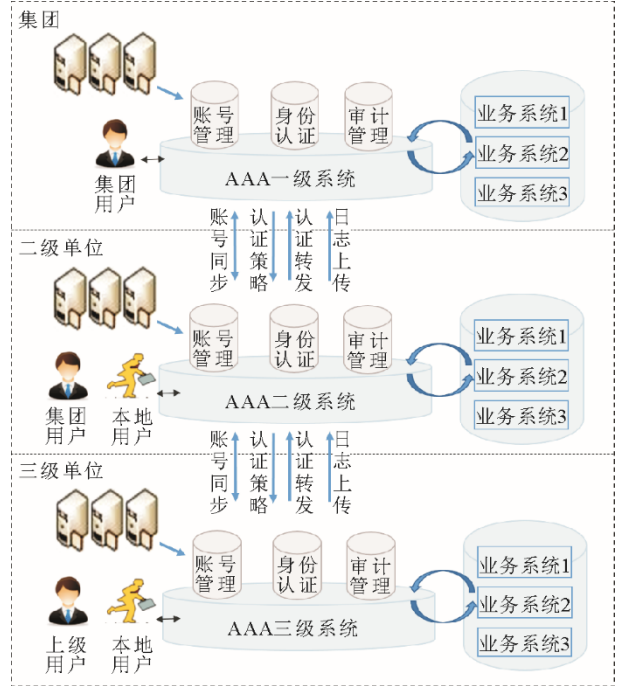 集团
账号
管理
身份
认证
审计
管理
业务系统1
业务系统2
业务系统3
集团
用户
AAA一级系统
账号同步
认证策略
认证转发
日志上传
二级单位
账号
管理
身份
认证
审计
管理
业务系统1
业务系统2
业务系统3
集团
用户
本地
用户
AAA二级系统
账号同步
认证策略
认证转发
日志上传
三级单位
账号
管理
身份
认证
审计
管理
业务系统1
业务系统2
业务系统3
上级
用户
本地
用户
AAA三级系统